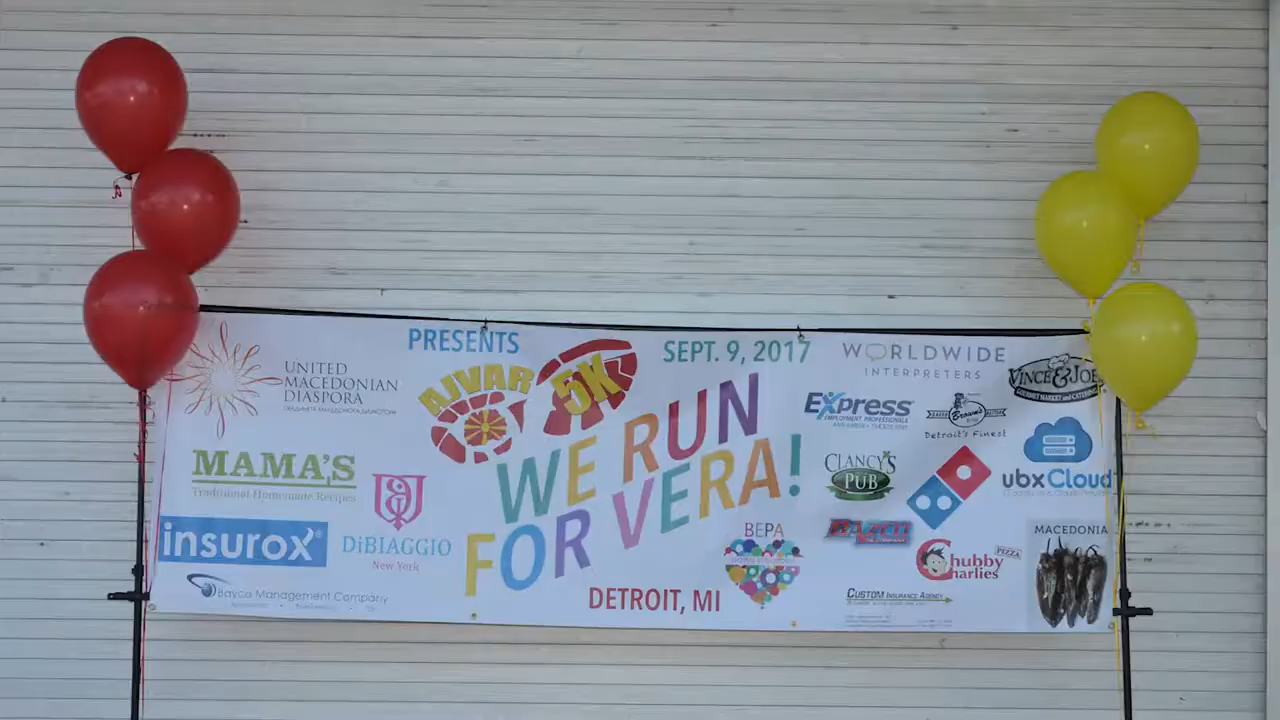 PRESENTS
SEPT. 9, 2017
AJVAR 5K
WE RUN
FOR VERA!
DETROIT, MI
UNITED
MACEDONIAN
DIASPORA
MAMA'S
Traditional Homemade Recipes
insurox
DiBIAGGIO
New York
Bayco Management Company
WORLDWIDE
INTERPRETERS
VINCE & JOE'S
GOURMET MARKET and CATERING
EXpress
EMPLOYMENT PROFESSIONALS
Brown's
Detroit's Finest
CLANCY'S
PUB
ubxCloud
BEPA
Chubby
Charlies
PIZZA
CUSTOM INSURANCE AGENCY
MACEDONIA